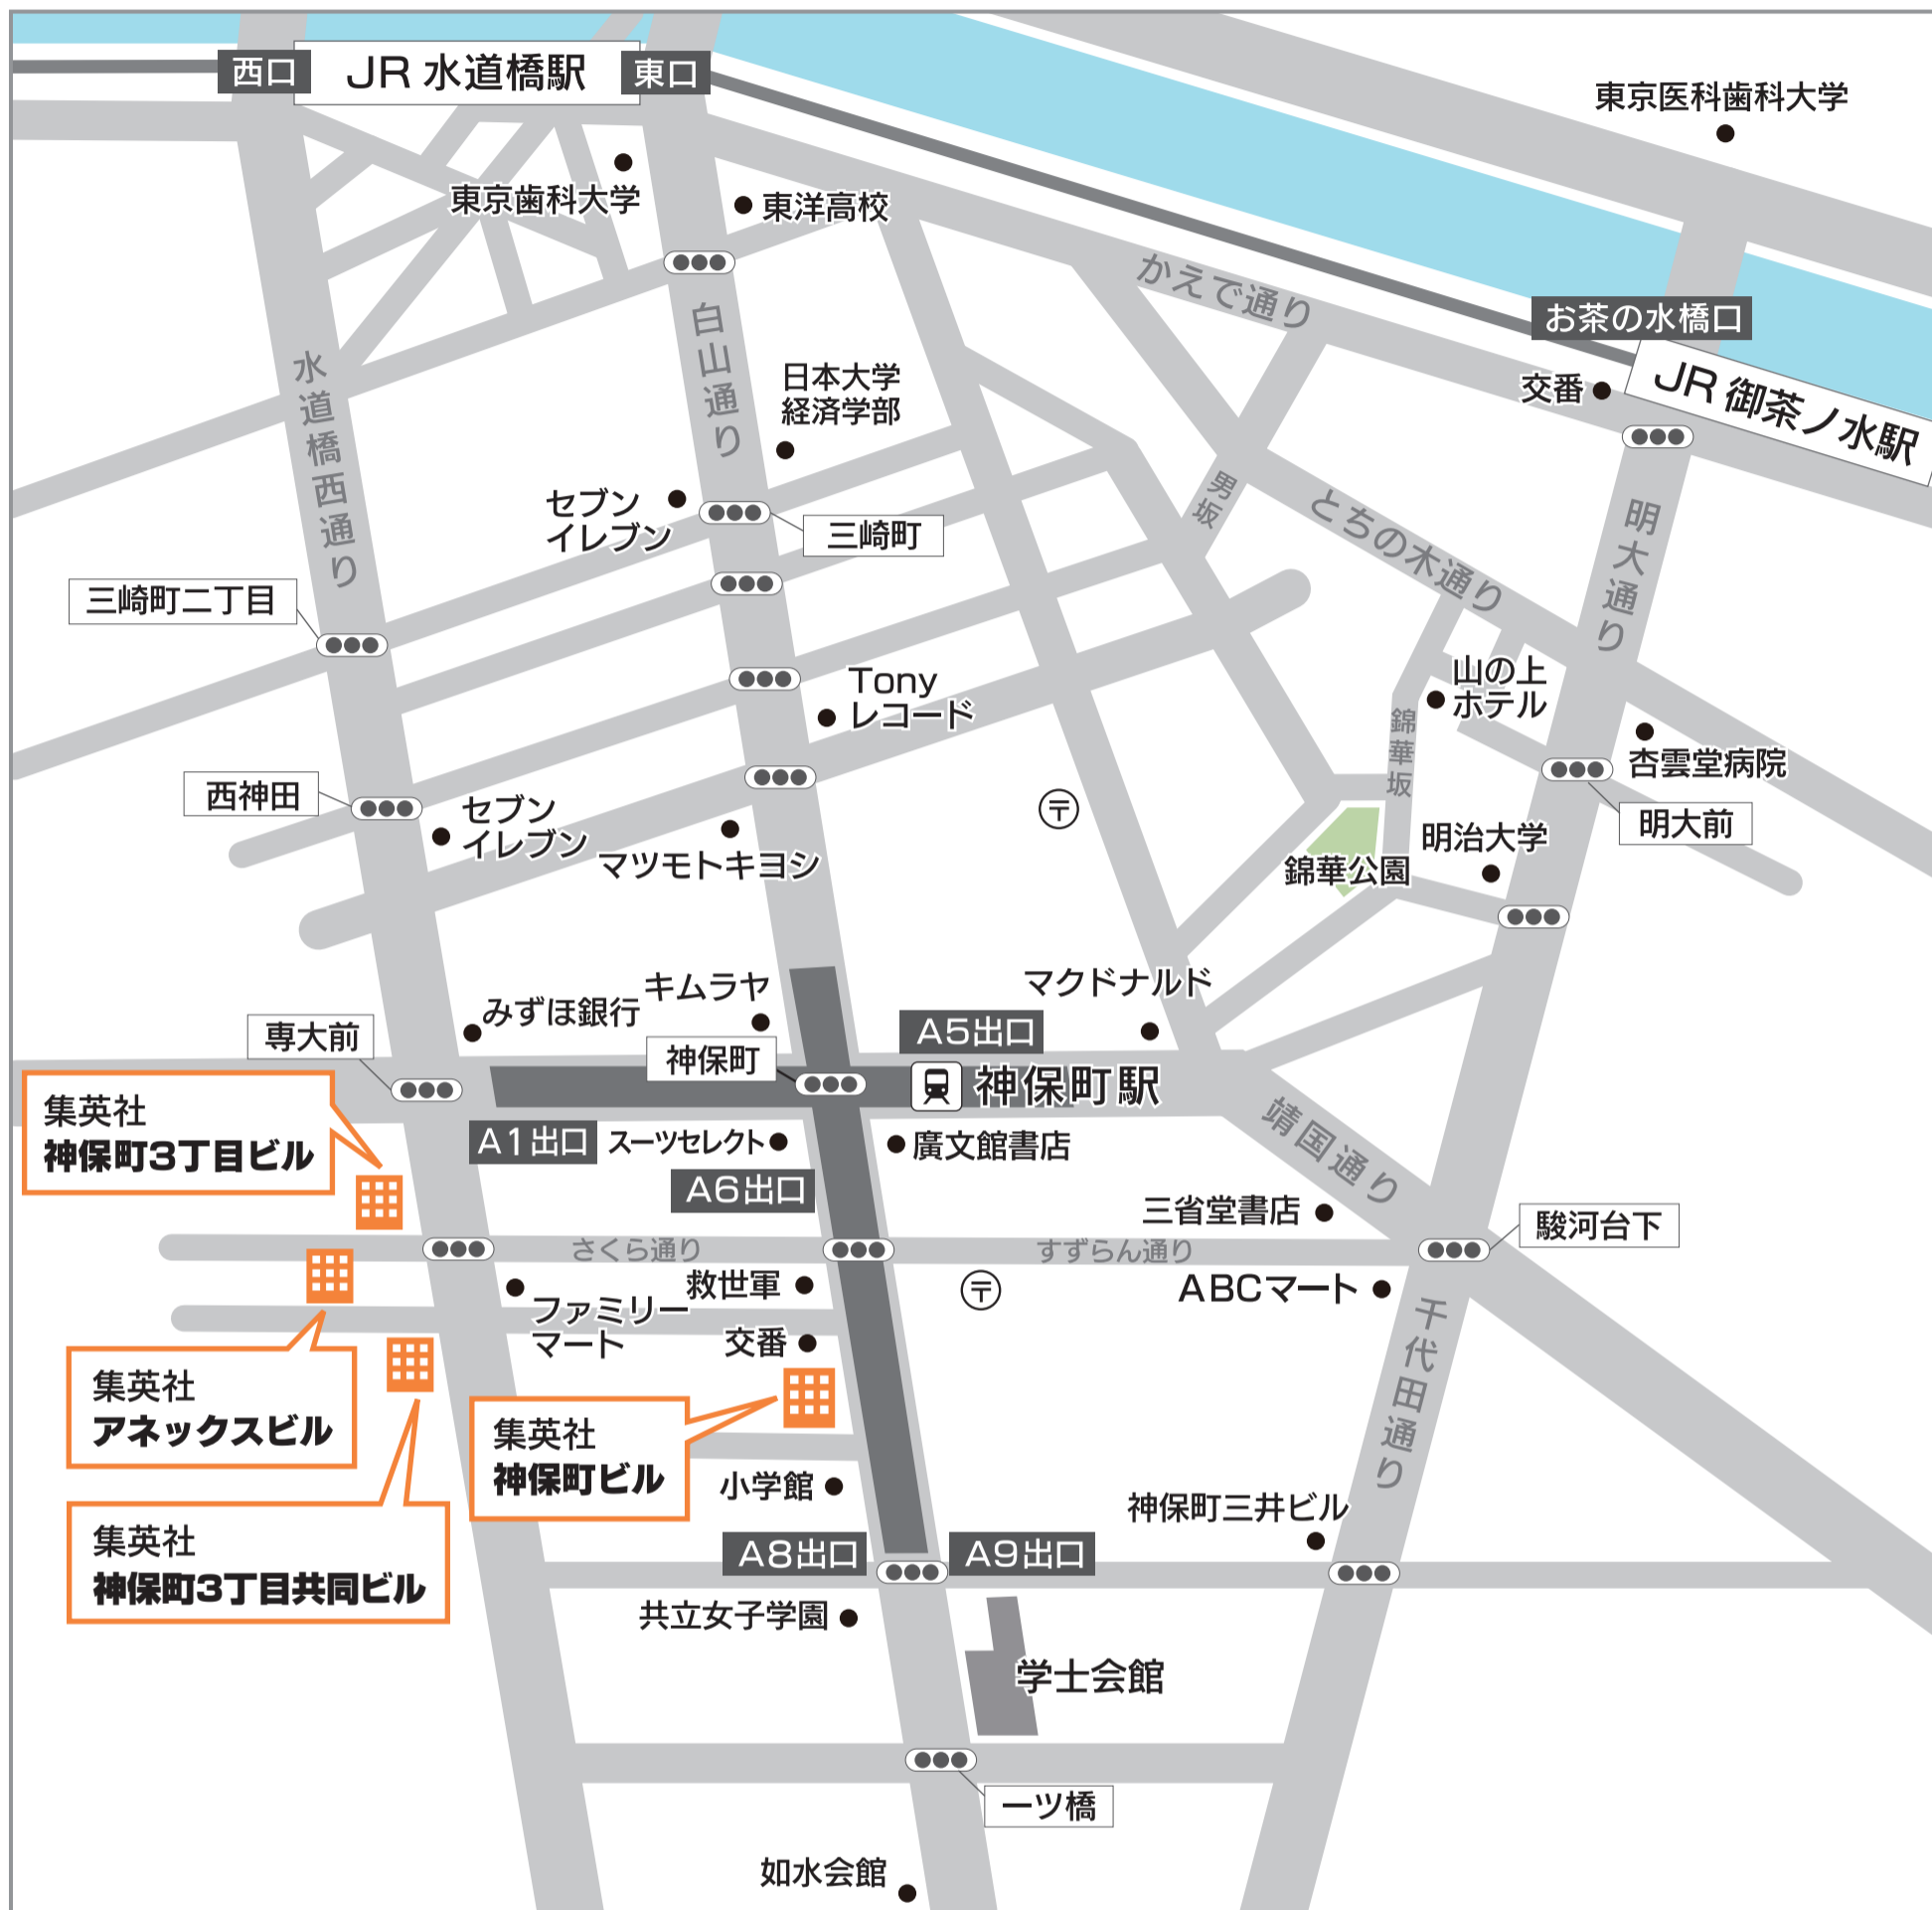 西口
JR 水道橋駅
東口
東京医科歯科大学
東京歯科大学
東洋高校
かえで通り
お茶の水橋口
JR 御茶ノ水駅
交番
白山通り
水道橋西通り
日本大学
経済学部
セブン
イレブン
三崎町
男坂
とちの木通り
明大通り
三崎町二丁目
Tony
レコード
山の上
ホテル
錦華坂
杏雲堂病院
西神田
セブン
イレブン
マツモトキヨシ
〒
明大前
明治大学
錦華公園
キムラヤ
みずほ銀行
マクドナルド
専大前
神保町
A5出口
神保町駅
集英社
神保町3丁目ビル
A1出口
スーツセレクト
廣文館書店
靖国通り
A6出口
三省堂書店
駿河台下
さくら通り
すずらん通り
救世軍
〒
ABCマート
ファミリー
マート
交番
千代田通り
集英社
アネックスビル
集英社
神保町ビル
小学館
神保町三井ビル
集英社
神保町3丁目共同ビル
A8出口
A9出口
共立女子学園
学士会館
一ツ橋
如水会館